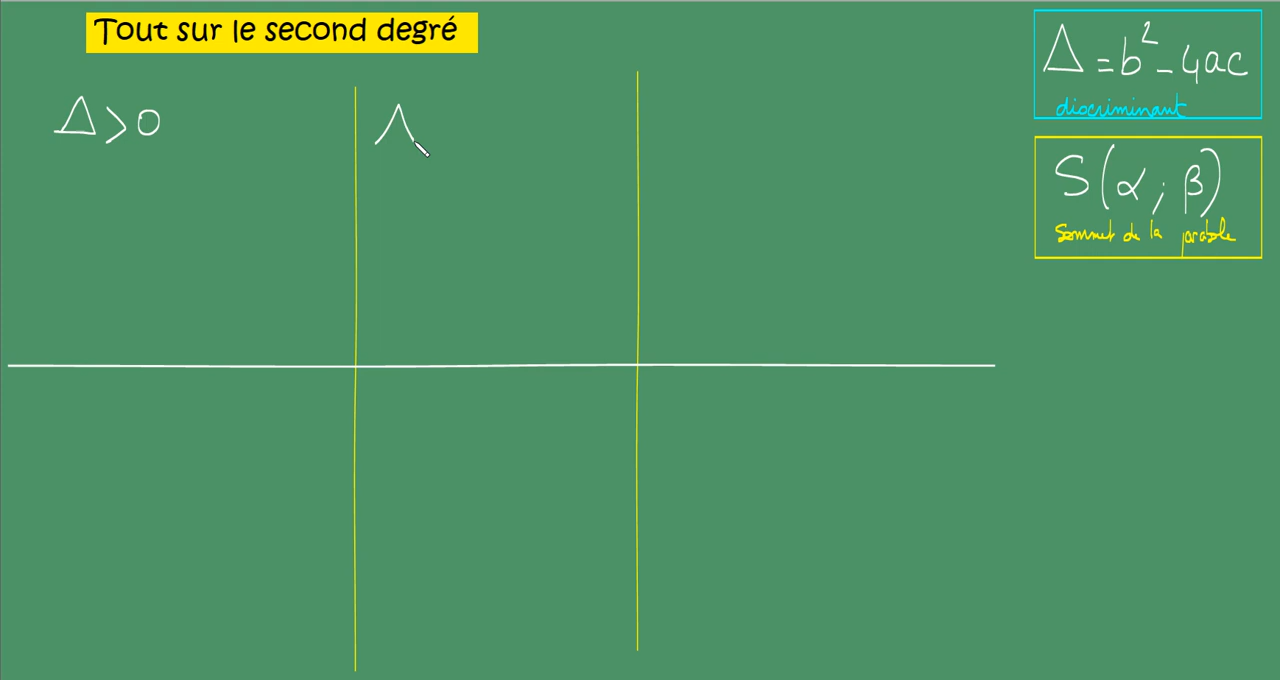 Tout sur le second degré
Δ > 0
Λ
Δ = b² - 4ac
discriminant
S(α ; β)
Sommet de la parabole